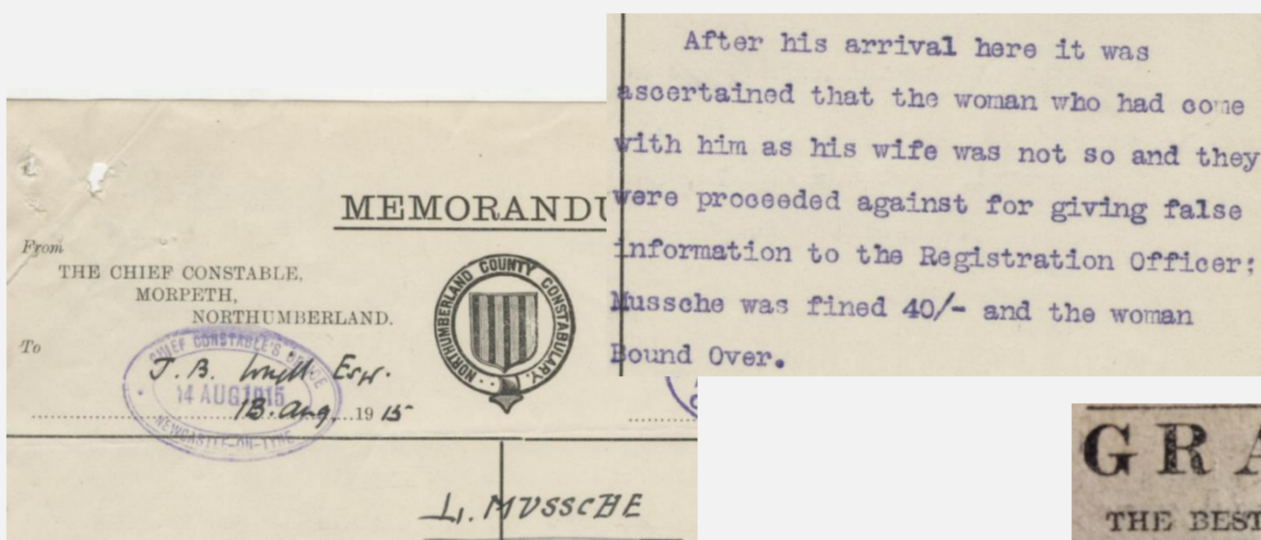 MEMORANDU
From
THE CHIEF CONSTABLE,
MORPETH,
NORTHUMBERLAND.
NORTHUMBERLAND COUNTY CONSTABULARY.
To
CHIEF CONSTABLE'S OFFICE
J. B. Esqr.
14 AUG 1915
13. Aug. 1915
NEWCASTLE-ON-TYNE
L. MUSSCHE
After his arrival here it was
ascertained that the woman who had come
with him as his wife was not so and they
were proceeded against for giving false
information to the Registration Officer;
Mussche was fined 40/- and the woman
Bound Over.
GRA
THE BEST